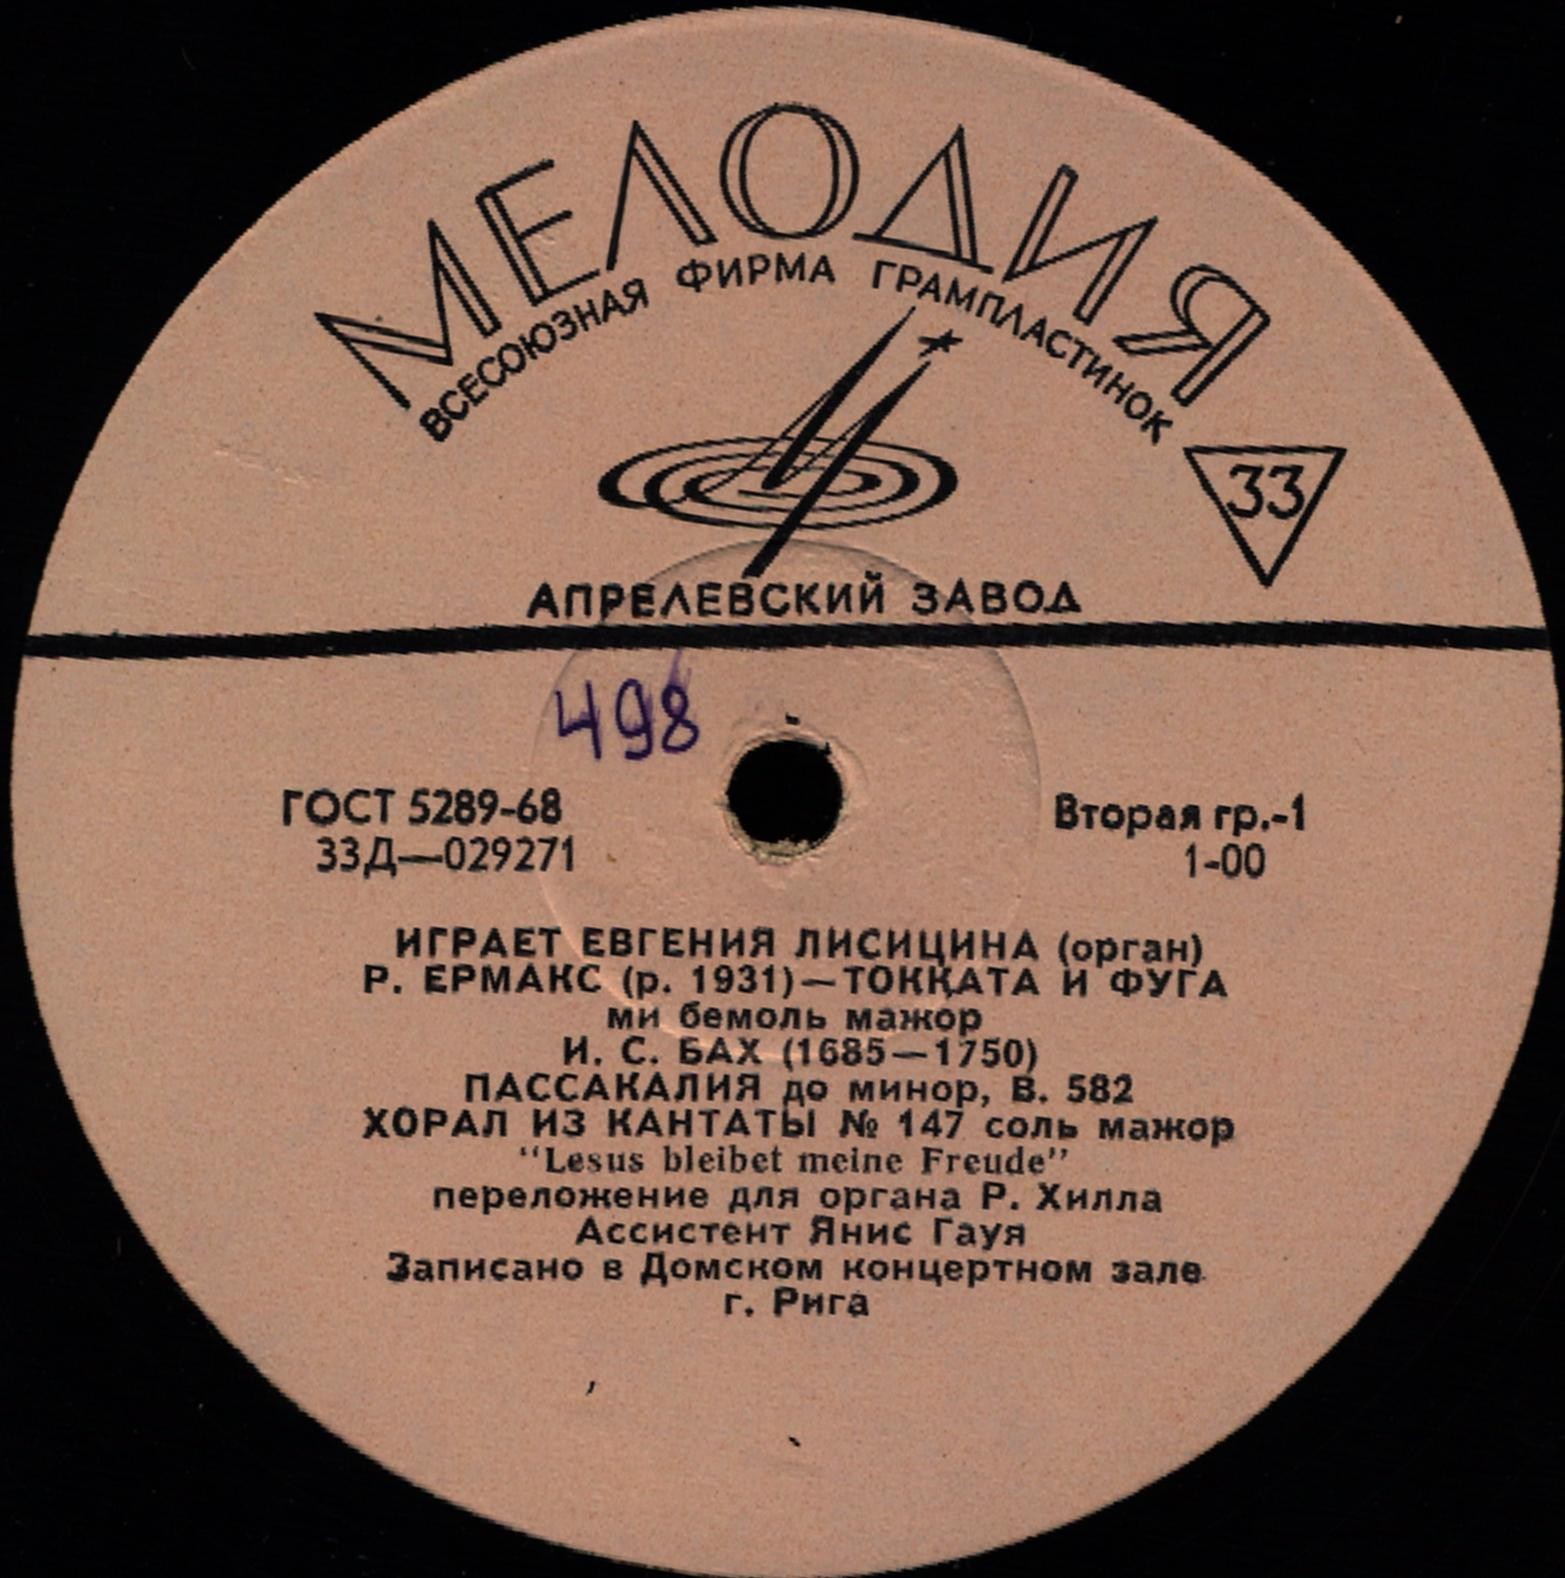 МЕЛОДИЯ
ВСЕСОЮЗНАЯ ФИРМА ГРАМПЛАСТИНОК
33
АПРЕЛЕВСКИЙ ЗАВОД
498
ГОСТ 5289-68
33Д—029271
Вторая гр.-1
1-00
ИГРАЕТ ЕВГЕНИЯ ЛИСИЦИНА (орган)
Р. ЕРМАКС (р. 1931)—ТОККАТА И ФУГА
ми бемоль мажор
И. С. БАХ (1685—1750)
ПАССАКАЛИЯ до минор, В. 582
ХОРАЛ ИЗ КАНТАТЫ № 147 соль мажор
"Lesus bleibet meine Freude"
переложение для органа Р. Хилла
Ассистент Янис Гауя
Записано в Домском концертном зале
г. Рига